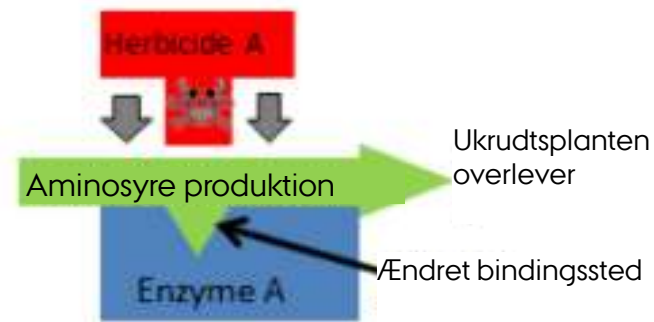 Herbicide A
Ukrudtsplanten
overlever
Aminosyre produktion
Ændret bindingssted
Enzyme A